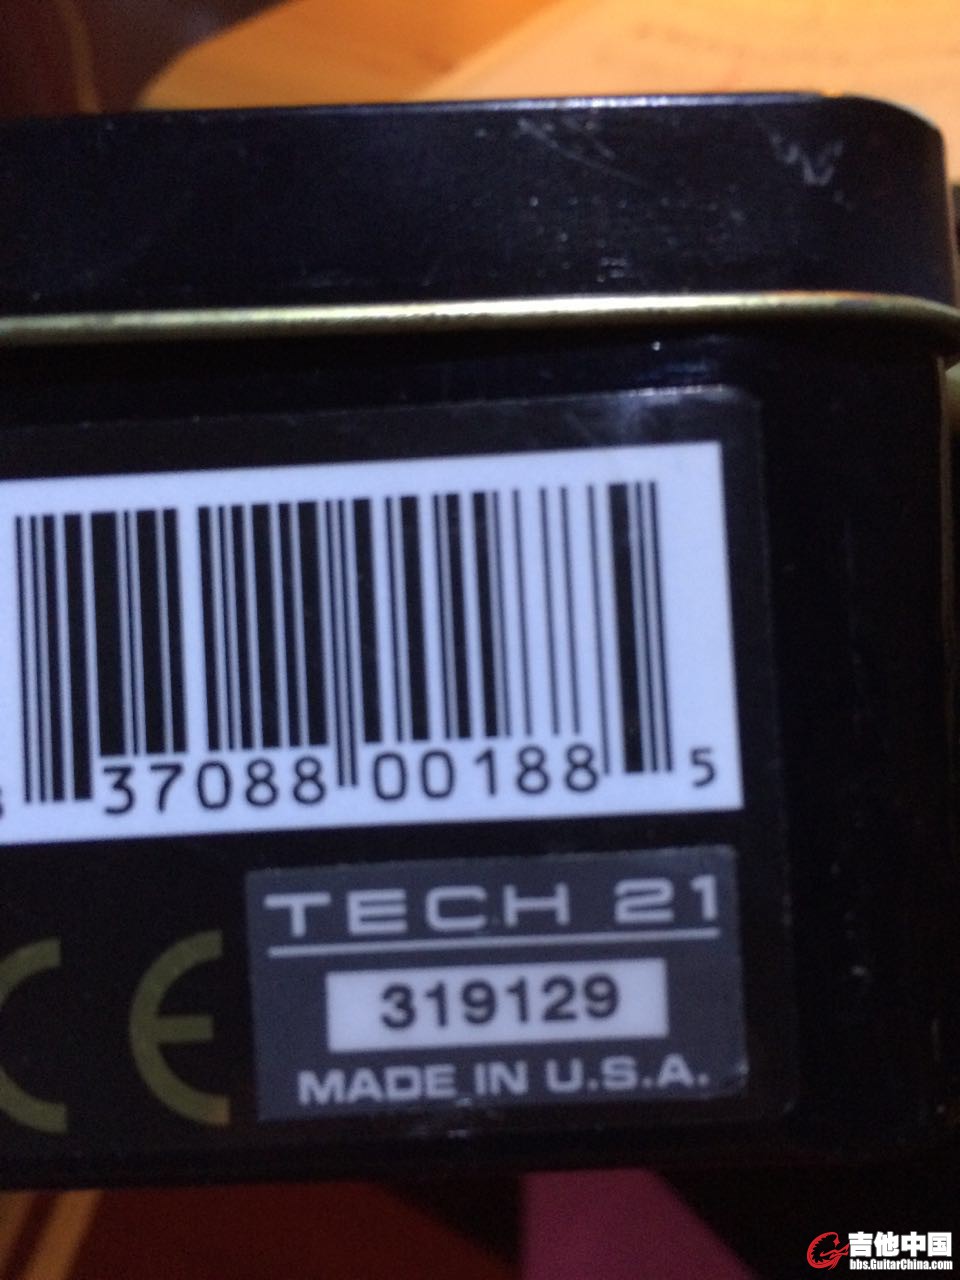 37088 00188 5
TECH 21
319129
MADE IN U.S.A.
CE
吉他中国
bbs.GuitarChina.com